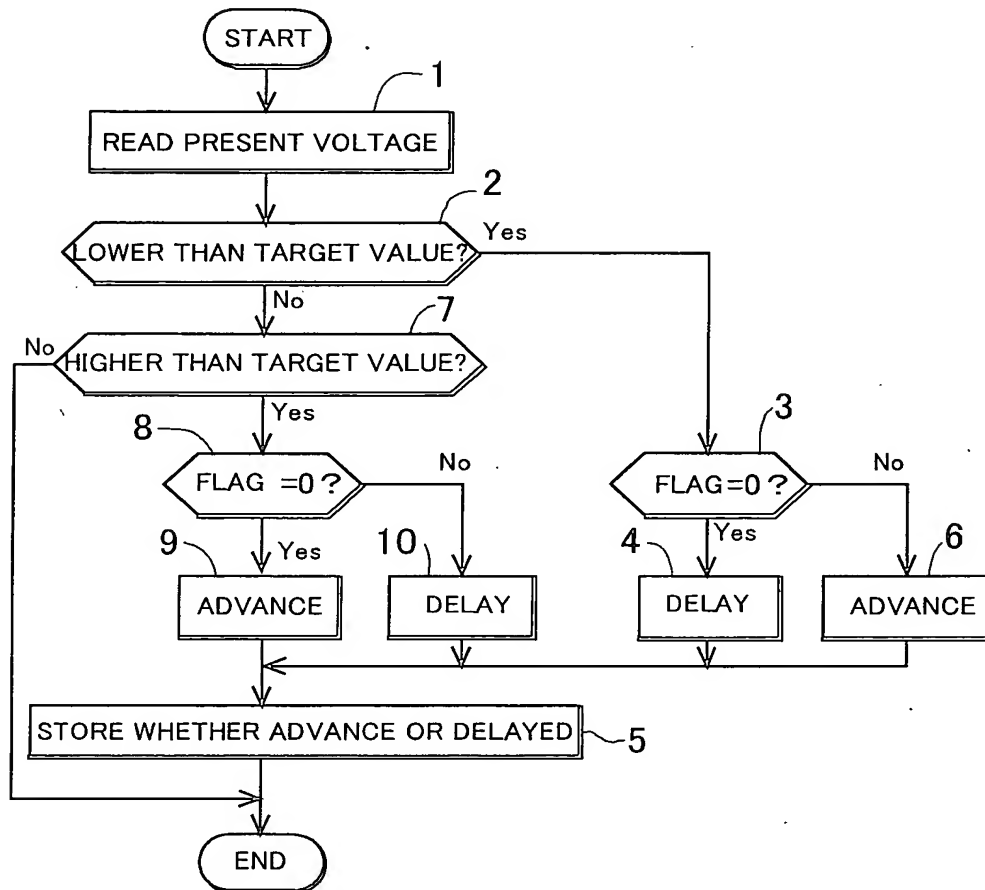 START
1
READ PRESENT VOLTAGE
2
LOWER THAN TARGET VALUE?
Yes
No
7
No
HIGHER THAN TARGET VALUE?
Yes
8
3
FLAG =0?
No
FLAG=0?
No
Yes
Yes
9
10
4
6
ADVANCE
DELAY
DELAY
ADVANCE
STORE WHETHER ADVANCE OR DELAYED
5
END